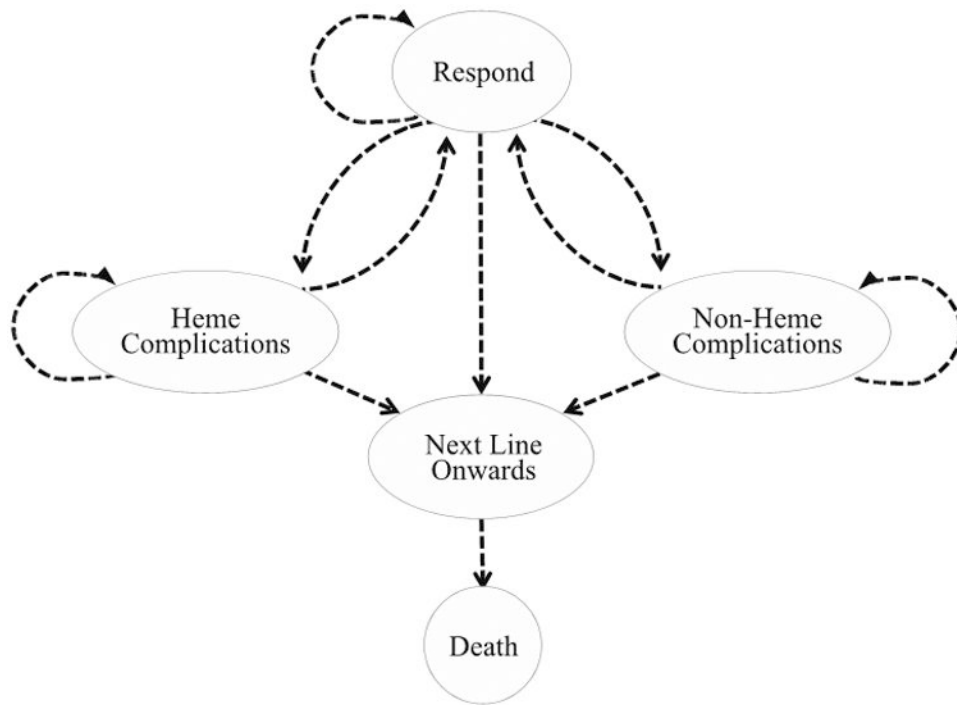 Respond
Heme
Complications
Non-Heme
Complications
Next Line
Onwards
Death